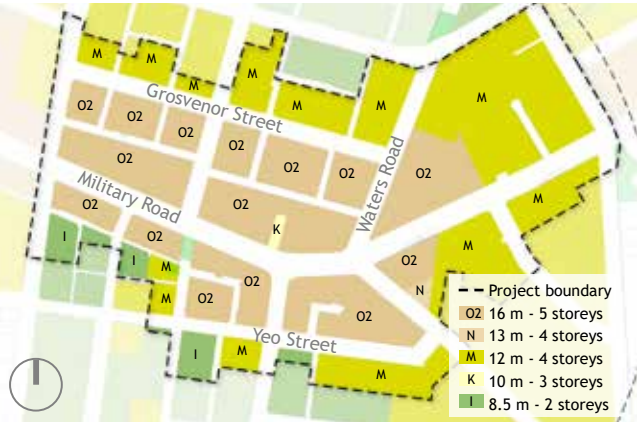 M
M
M
M
M
M
M
Grosvenor Street
O2
O2
O2
O2
O2
O2
O2
O2
Waters Road
Military Road
O2
O2
K
M
I
O2
I
M
M
O2
O2
O2
N
M
O2
Yeo Street
I
M
M
Project boundary
O2 16 m - 5 storeys
N 13 m - 4 storeys
M 12 m - 4 storeys
K 10 m - 3 storeys
I 8.5 m - 2 storeys